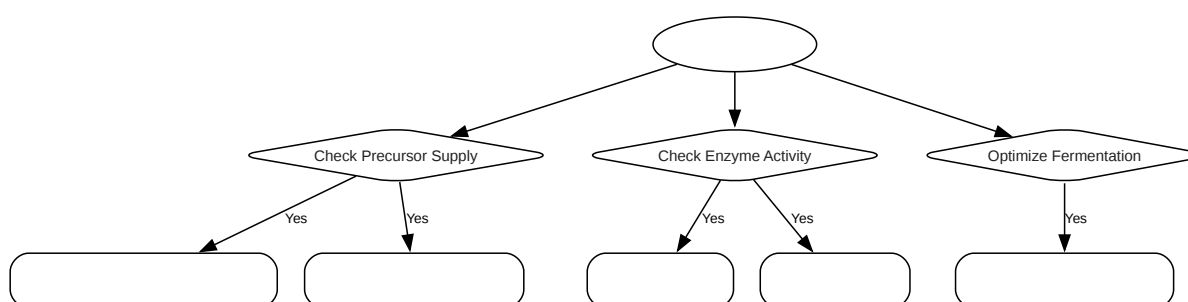 Check Precursor Supply
Check Enzyme Activity
Optimize Fermentation
Yes
Yes
Yes
Yes
Yes